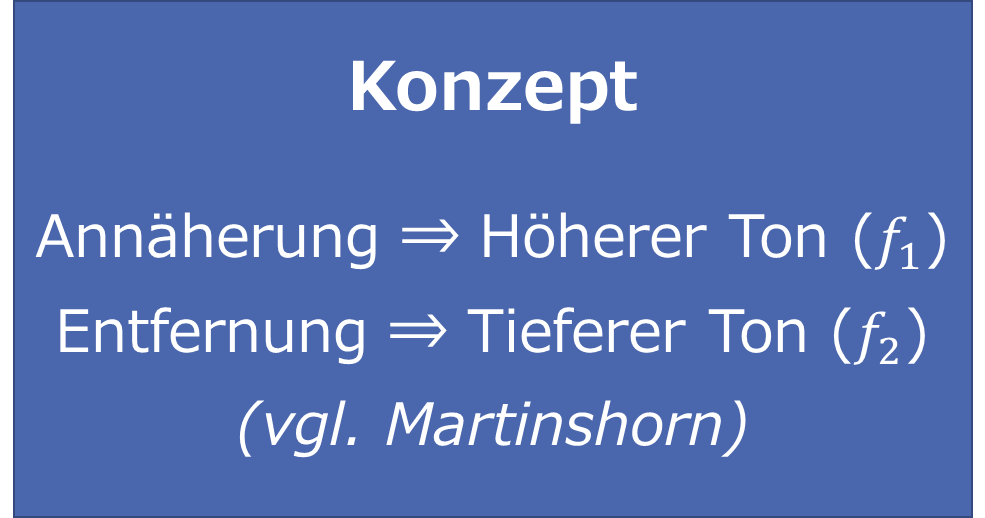 Konzept
Annäherung ⇒ Höherer Ton (f₁)
Entfernung ⇒ Tieferer Ton (f₂)
(vgl. Martinshorn)